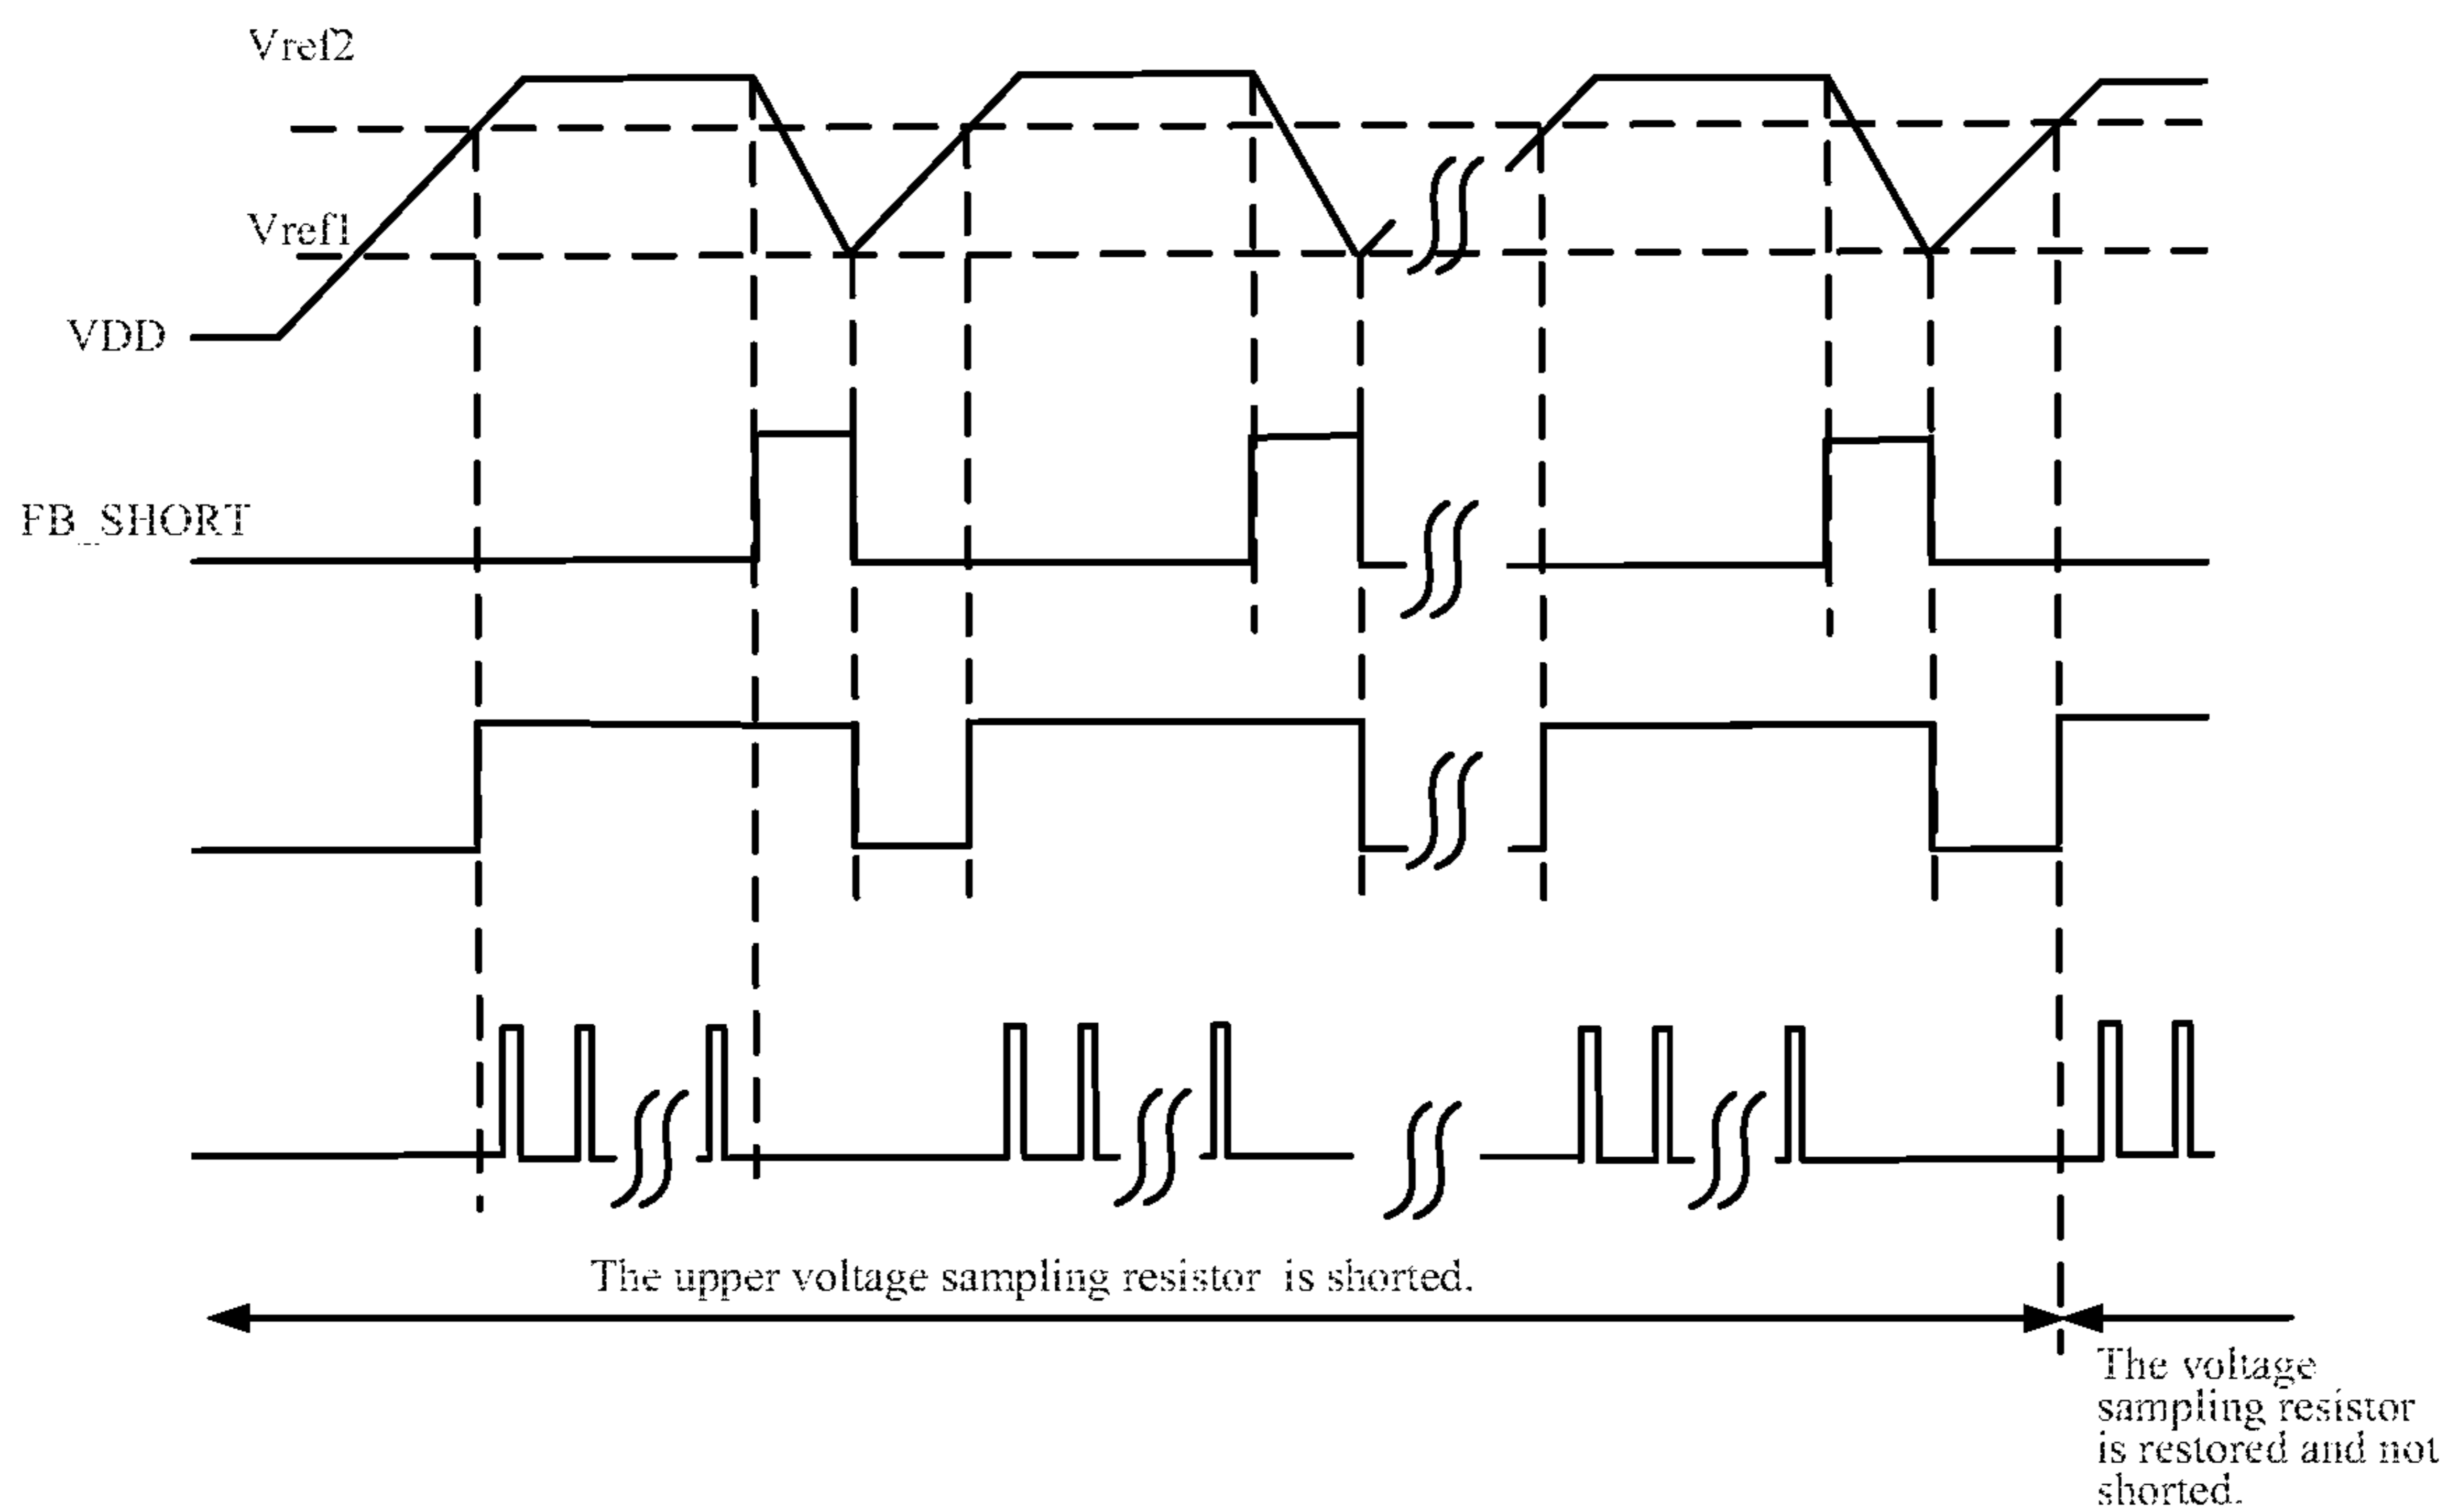 Vref2
Vref1
VDD
FB_SHORT
The upper voltage sampling resistor is shorted.
The voltage
sampling resistor
is restored and not
shorted.